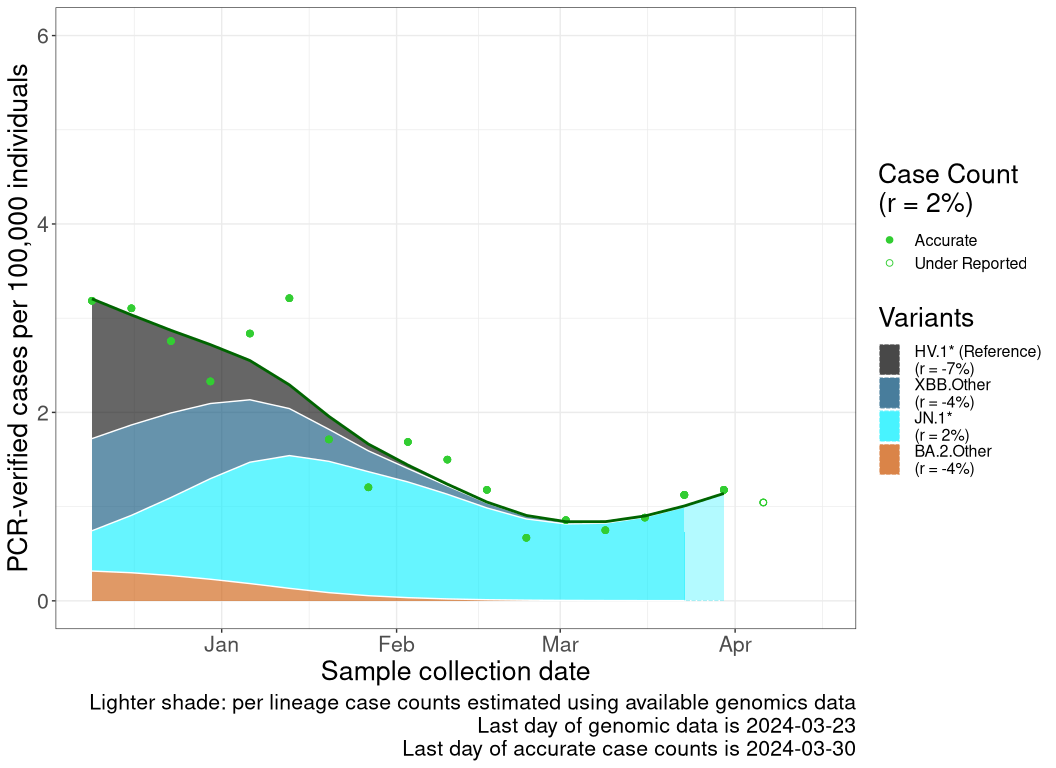 PCR-verified cases per 100,000 individuals
6
4
2
0
Jan Feb Mar Apr
Sample collection date
Case Count
(r = 2%)
Accurate
Under Reported
Variants
HV.1* (Reference)
(r = -7%)
XBB.Other
(r = -4%)
JN.1*
(r = 2%)
BA.2.Other
(r = -4%)
Lighter shade: per lineage case counts estimated using available genomics data
Last day of genomic data is 2024-03-23
Last day of accurate case counts is 2024-03-30